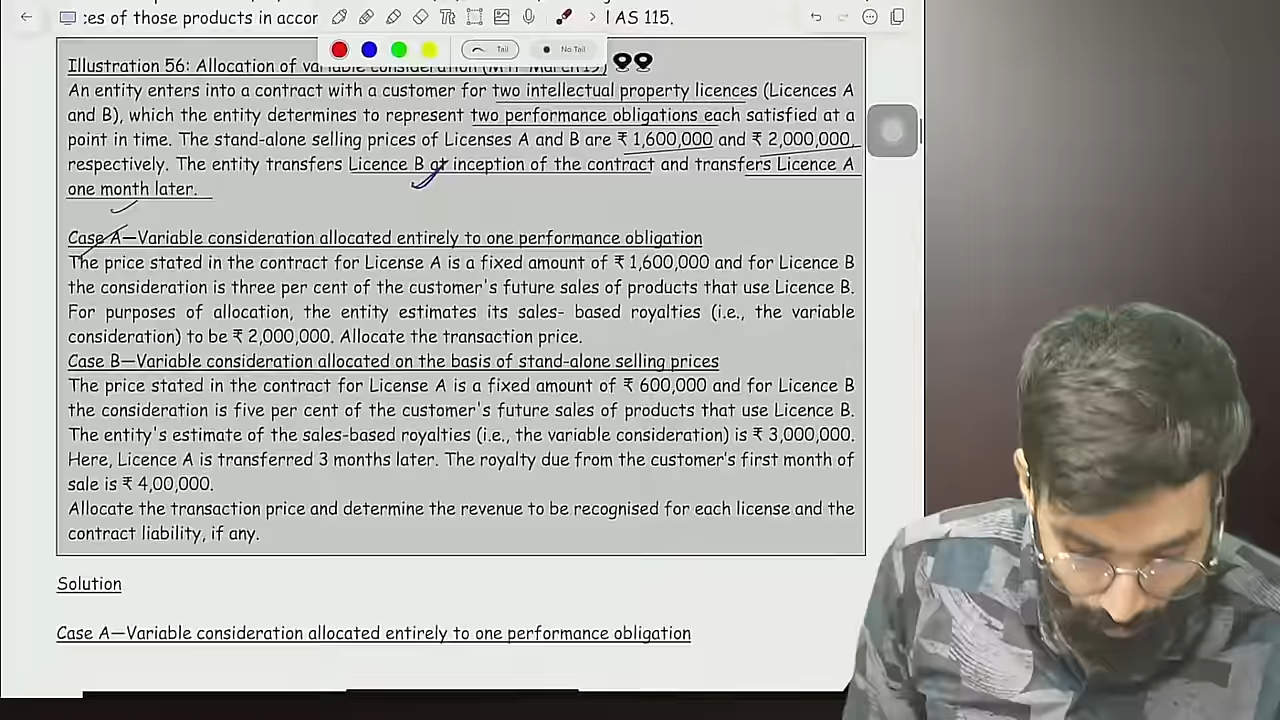 :es of those products in accor
l AS 115.
Tail
No Tail
Illustration 56: Allocation of variable consideration (MTP March'19)
An entity enters into a contract with a customer for two intellectual property licences (Licences A
and B), which the entity determines to represent two performance obligations each satisfied at a
point in time. The stand-alone selling prices of Licenses A and B are ₹ 1,600,000 and ₹ 2,000,000,
respectively. The entity transfers Licence B at inception of the contract and transfers Licence A
one month later.
Case A—Variable consideration allocated entirely to one performance obligation
The price stated in the contract for License A is a fixed amount of ₹ 1,600,000 and for Licence B
the consideration is three per cent of the customer's future sales of products that use Licence B.
For purposes of allocation, the entity estimates its sales- based royalties (i.e., the variable
consideration) to be ₹ 2,000,000. Allocate the transaction price.
Case B—Variable consideration allocated on the basis of stand-alone selling prices
The price stated in the contract for License A is a fixed amount of ₹ 600,000 and for Licence B
the consideration is five per cent of the customer's future sales of products that use Licence B.
The entity's estimate of the sales-based royalties (i.e., the variable consideration) is ₹ 3,000,000.
Here, Licence A is transferred 3 months later. The royalty due from the customer's first month of
sale is ₹ 4,00,000.
Allocate the transaction price and determine the revenue to be recognised for each license and the
contract liability, if any.
Solution
Case A—Variable consideration allocated entirely to one performance obligation